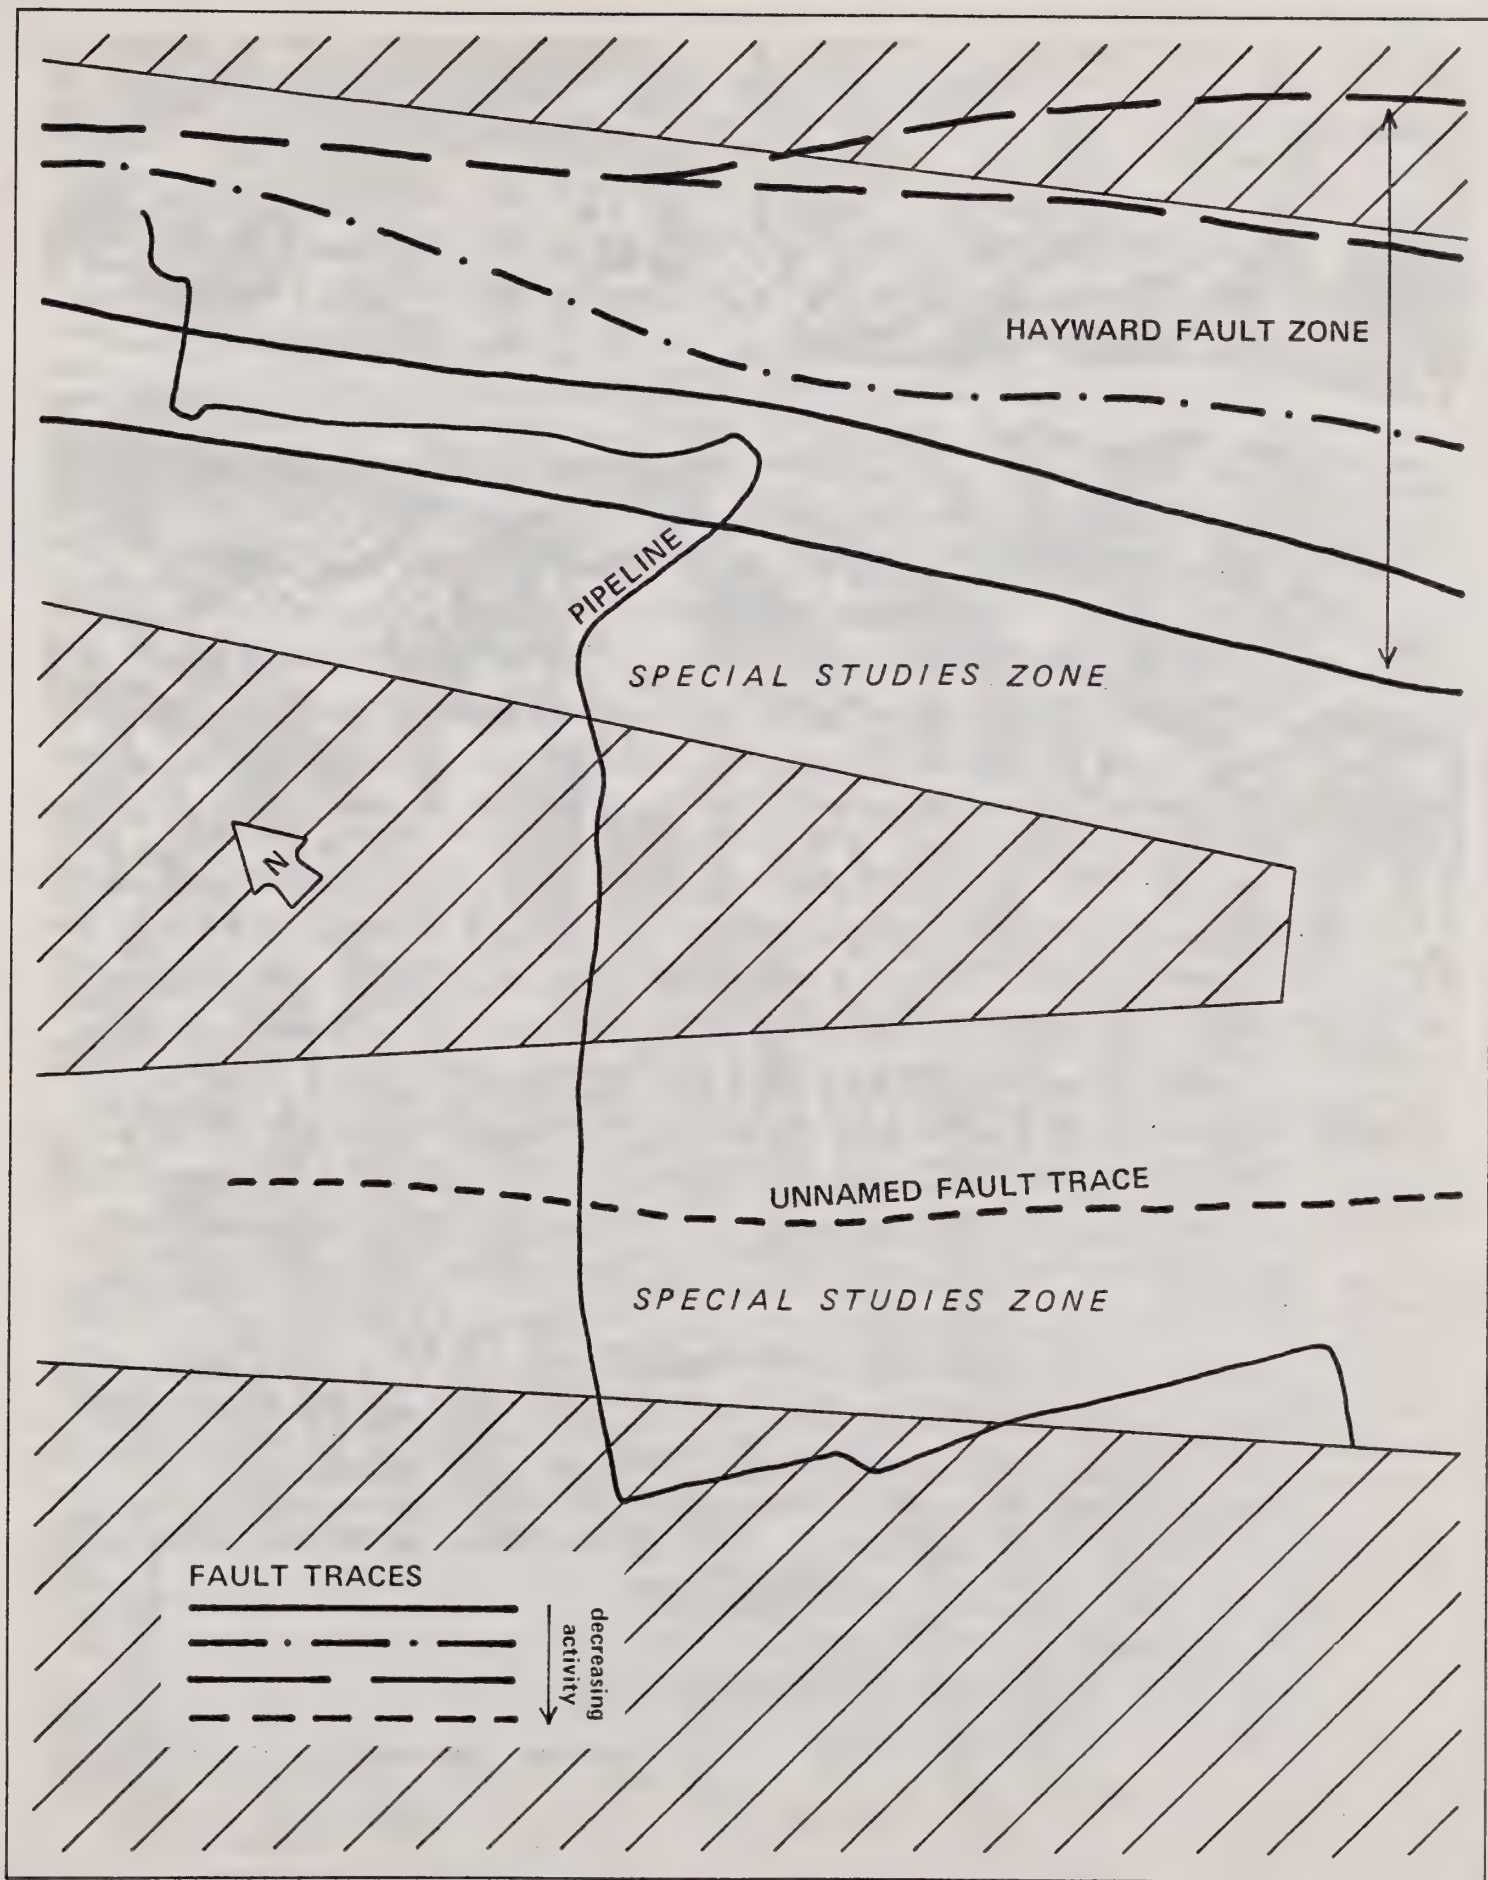 HAYWARD FAULT ZONE
PIPELINE
SPECIAL STUDIES ZONE
N
UNNAMED FAULT TRACE
SPECIAL STUDIES ZONE
FAULT TRACES
decreasing
activity